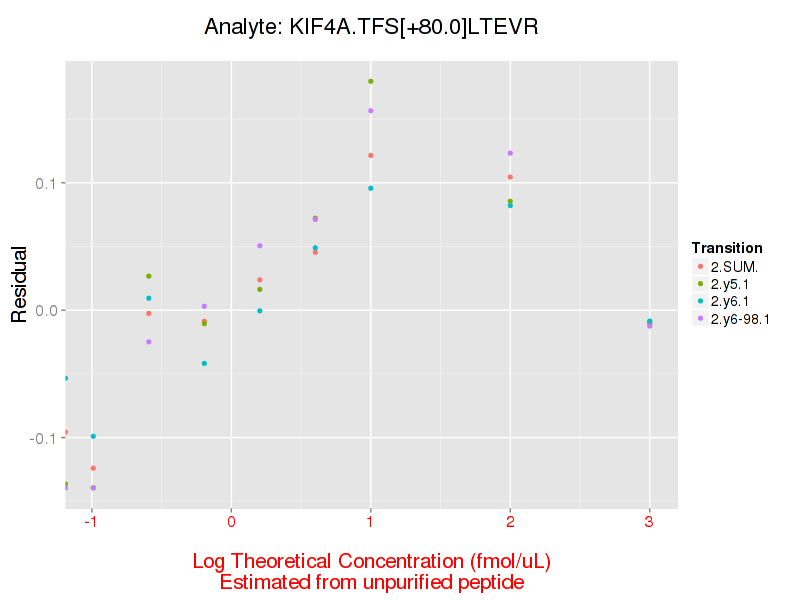 Analyte: KIF4A.TFS[+80.0]LTEVR
Residual
0.1
0.0
-0.1
-1
0
1
2
3
Log Theoretical Concentration (fmol/uL)
Estimated from unpurified peptide
Transition
2.SUM.
2.y5.1
2.y6.1
2.y6-98.1